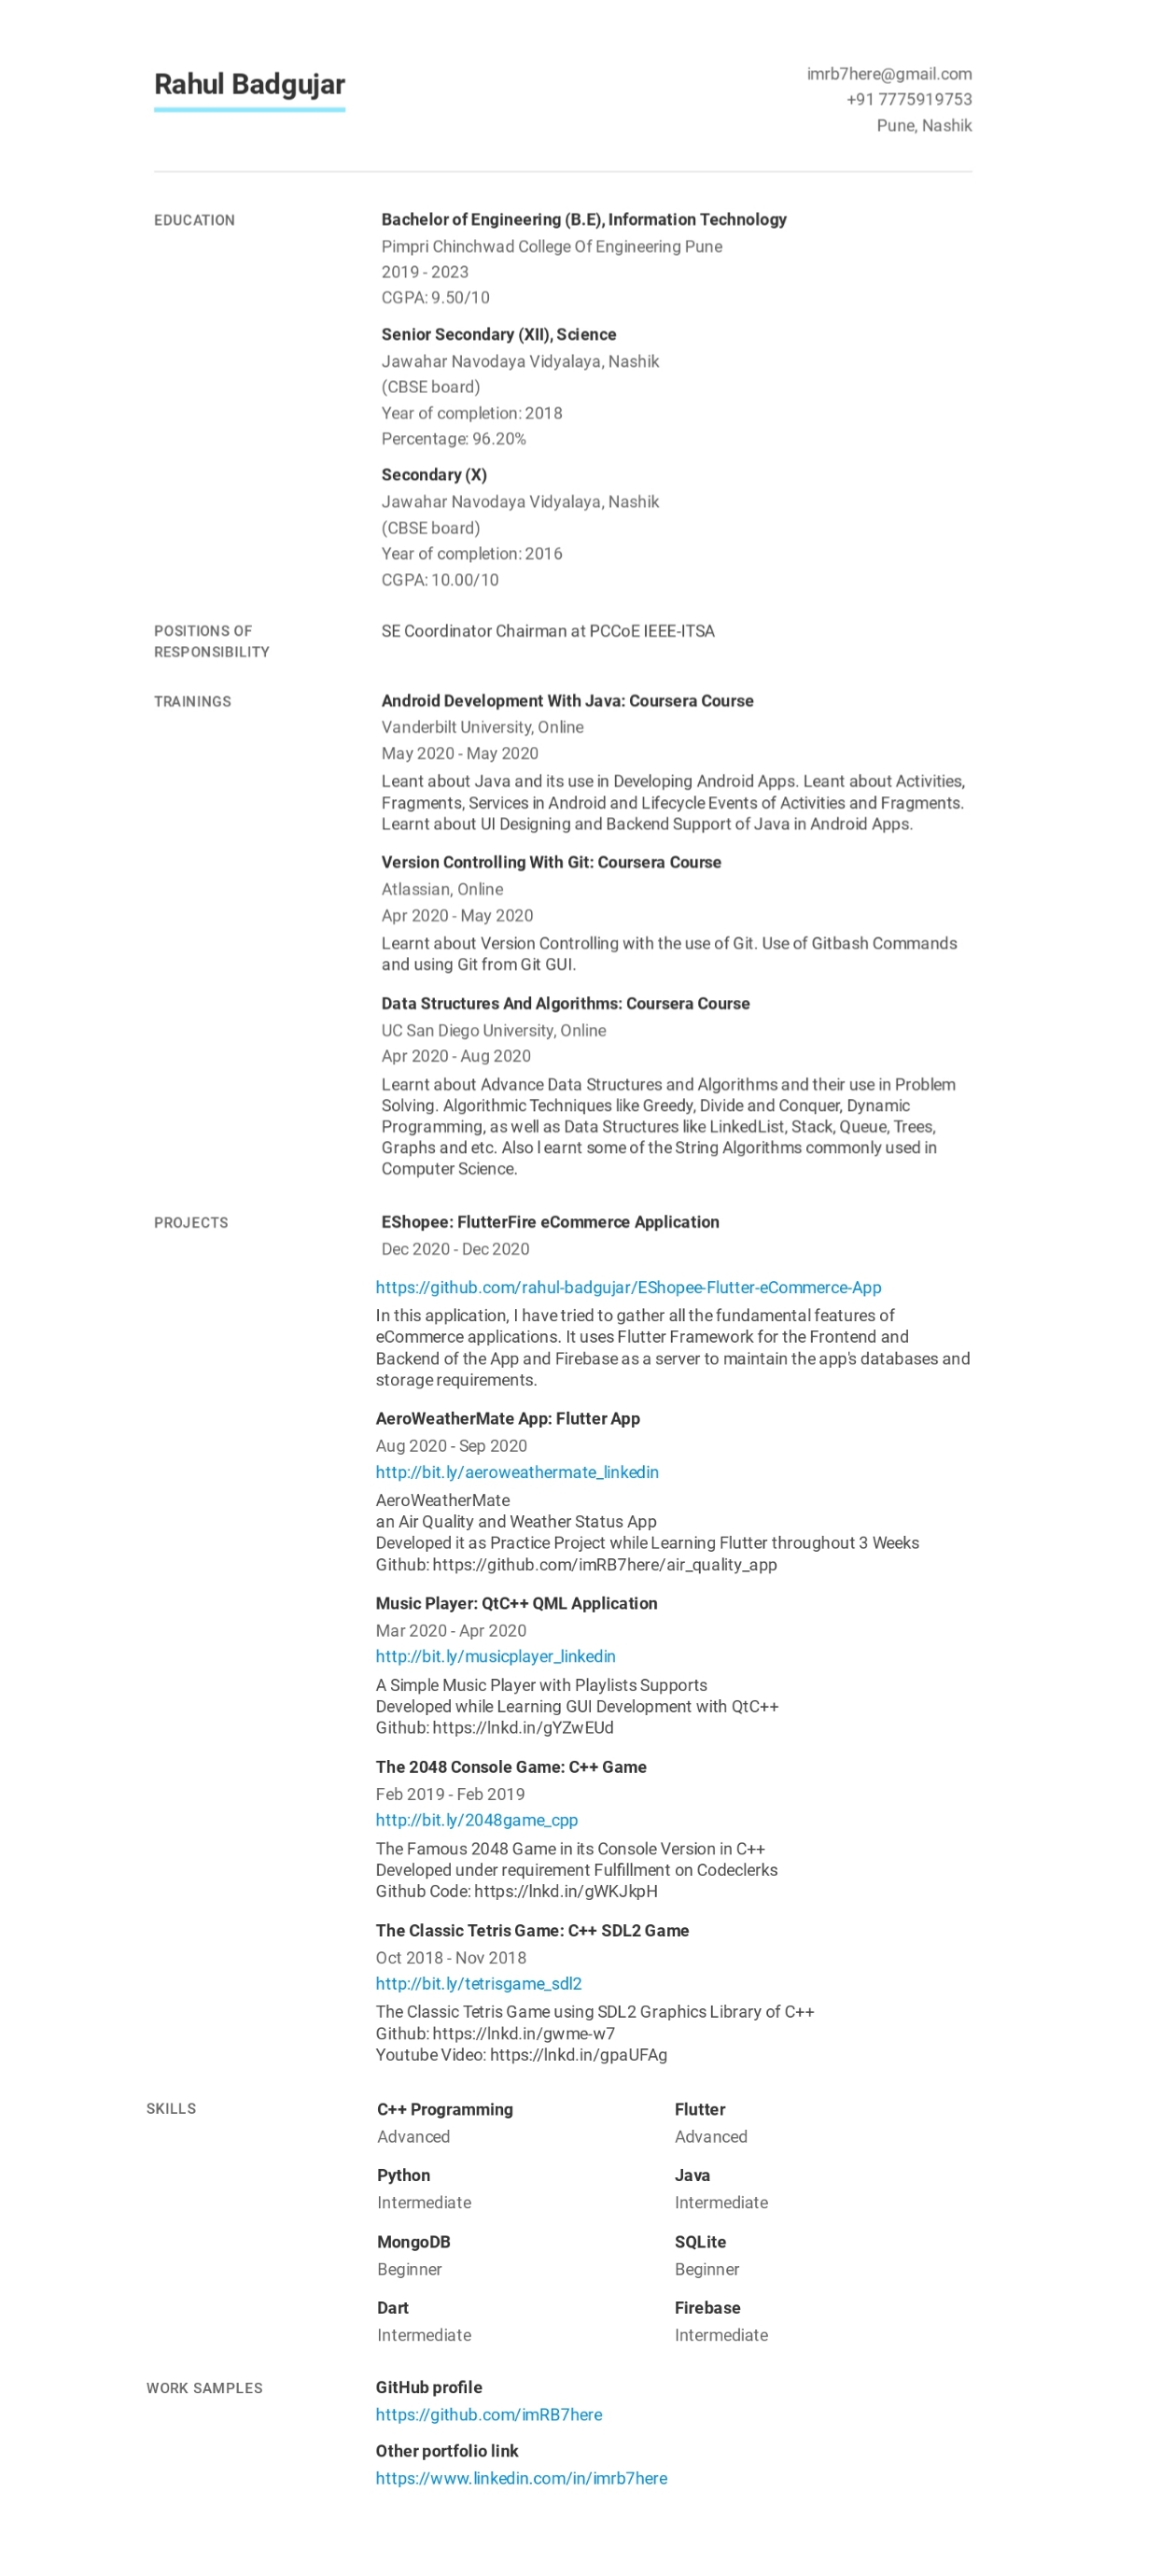 Rahul Badgujar
imrb7here@gmail.com
+91 7775919753
Pune, Nashik
EDUCATION
Bachelor of Engineering (B.E), Information Technology
Pimpri Chinchwad College Of Engineering Pune
2019 - 2023
CGPA: 9.50/10
Senior Secondary (XII), Science
Jawahar Navodaya Vidyalaya, Nashik
(CBSE board)
Year of completion: 2018
Percentage: 96.20%
Secondary (X)
Jawahar Navodaya Vidyalaya, Nashik
(CBSE board)
Year of completion: 2016
CGPA: 10.00/10
POSITIONS OF
RESPONSIBILITY
SE Coordinator Chairman at PCCoE IEEE-ITSA
TRAININGS
Android Development With Java: Coursera Course
Vanderbilt University, Online
May 2020 - May 2020
Leant about Java and its use in Developing Android Apps. Leant about Activities,
Fragments, Services in Android and Lifecycle Events of Activities and Fragments.
Learnt about UI Designing and Backend Support of Java in Android Apps.
Version Controlling With Git: Coursera Course
Atlassian, Online
Apr 2020 - May 2020
Learnt about Version Controlling with the use of Git. Use of Gitbash Commands
and using Git from Git GUI.
Data Structures And Algorithms: Coursera Course
UC San Diego University, Online
Apr 2020 - Aug 2020
Learnt about Advance Data Structures and Algorithms and their use in Problem
Solving. Algorithmic Techniques like Greedy, Divide and Conquer, Dynamic
Programming, as well as Data Structures like LinkedList, Stack, Queue, Trees,
Graphs and etc. Also l earnt some of the String Algorithms commonly used in
Computer Science.
PROJECTS
EShopee: FlutterFire eCommerce Application
Dec 2020 - Dec 2020
https://github.com/rahul-badgujar/EShopee-Flutter-eCommerce-App
In this application, I have tried to gather all the fundamental features of
eCommerce applications. It uses Flutter Framework for the Frontend and
Backend of the App and Firebase as a server to maintain the app's databases and
storage requirements.
AeroWeatherMate App: Flutter App
Aug 2020 - Sep 2020
http://bit.ly/aeroweathermate_linkedin
AeroWeatherMate
an Air Quality and Weather Status App
Developed it as Practice Project while Learning Flutter throughout 3 Weeks
Github: https://github.com/imRB7here/air_quality_app
Music Player: QtC++ QML Application
Mar 2020 - Apr 2020
http://bit.ly/musicplayer_linkedin
A Simple Music Player with Playlists Supports
Developed while Learning GUI Development with QtC++
Github: https://lnkd.in/gYZwEUd
The 2048 Console Game: C++ Game
Feb 2019 - Feb 2019
http://bit.ly/2048game_cpp
The Famous 2048 Game in its Console Version in C++
Developed under requirement Fulfillment on Codeclerks
Github Code: https://lnkd.in/gWKJkpH
The Classic Tetris Game: C++ SDL2 Game
Oct 2018 - Nov 2018
http://bit.ly/tetrisgame_sdl2
The Classic Tetris Game using SDL2 Graphics Library of C++
Github: https://lnkd.in/gwme-w7
Youtube Video: https://lnkd.in/gpaUFAg
SKILLS
C++ Programming
Advanced
Flutter
Advanced
Python
Intermediate
Java
Intermediate
MongoDB
Beginner
SQLite
Beginner
Dart
Intermediate
Firebase
Intermediate
WORK SAMPLES
GitHub profile
https://github.com/imRB7here
Other portfolio link
https://www.linkedin.com/in/imrb7here